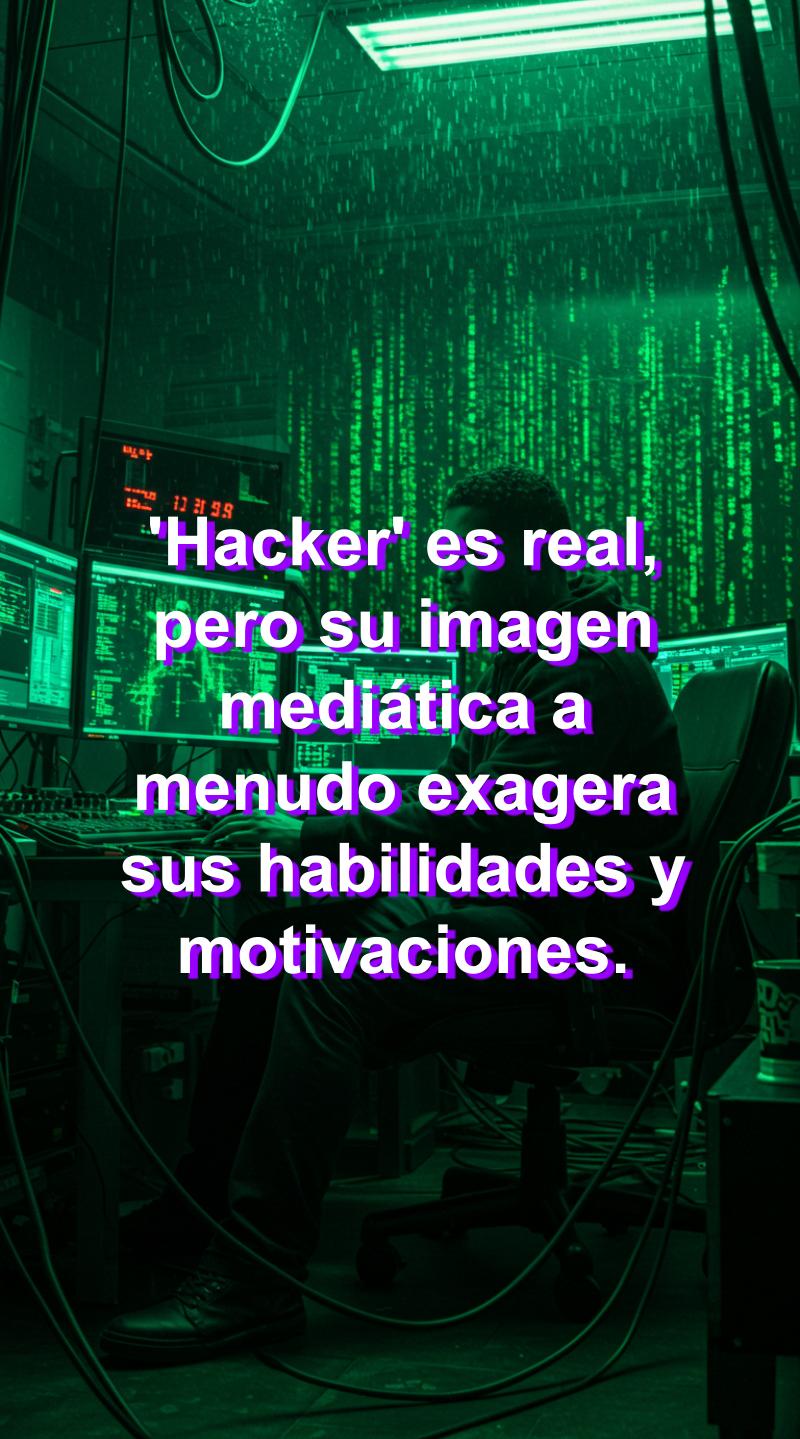 'Hacker' es real,
pero su imagen
mediática a
menudo exagera
sus habilidades y
motivaciones.